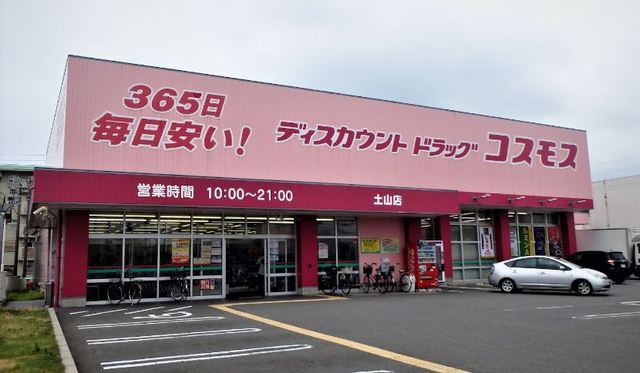 365日
毎日安い!
ディスカウント ドラッグ コスモス
営業時間 10:00〜21:00
土山店